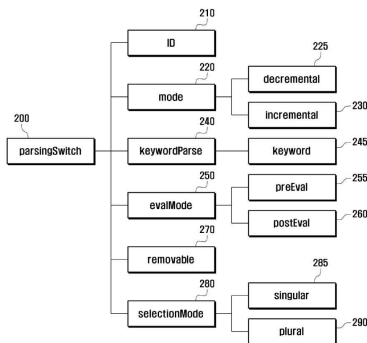 210
ID
220
225
mode
decremental
230
incremental
200
240
245
parsingSwitch
keywordParse
keyword
250
255
evalMode
preEval
260
postEval
270
removable
280
285
selectionMode
singular
290
plural